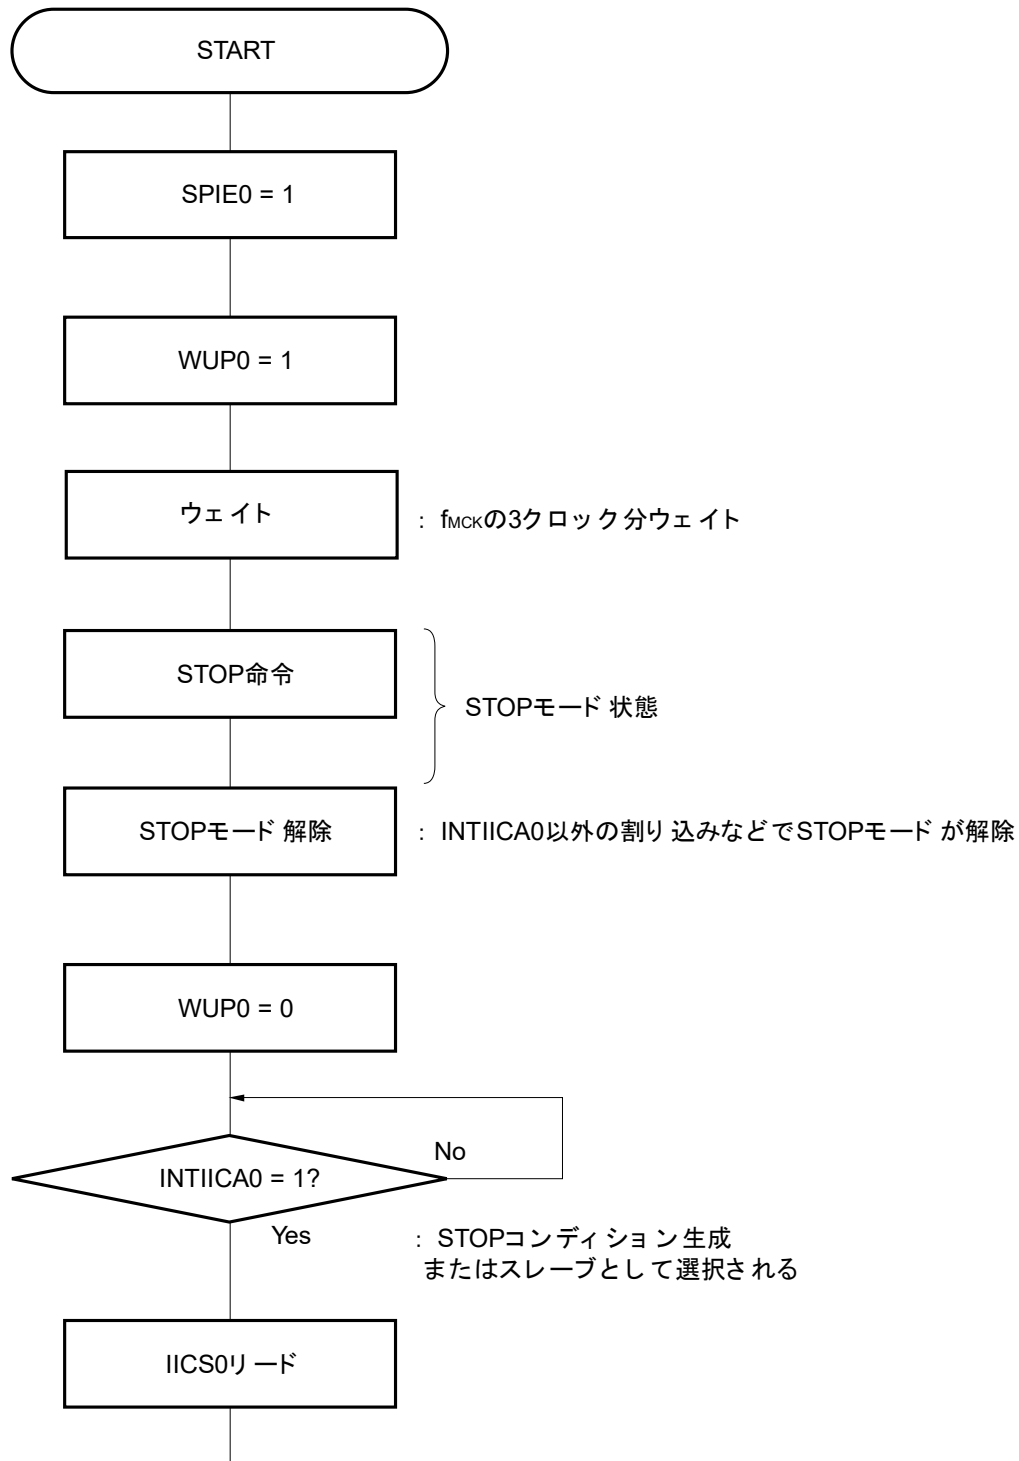 START
SPIE0 = 1
WUP0 = 1
ウェイト
: fMCKの3クロック分ウェイト
STOP命令
STOPモード状態
STOPモード解除
: INTIICA0以外の割り込みなどでSTOPモードが解除
WUP0 = 0
No
INTIICA0 = 1?
Yes
: STOPコンディション生成
またはスレーブとして選択される
IICS0リード